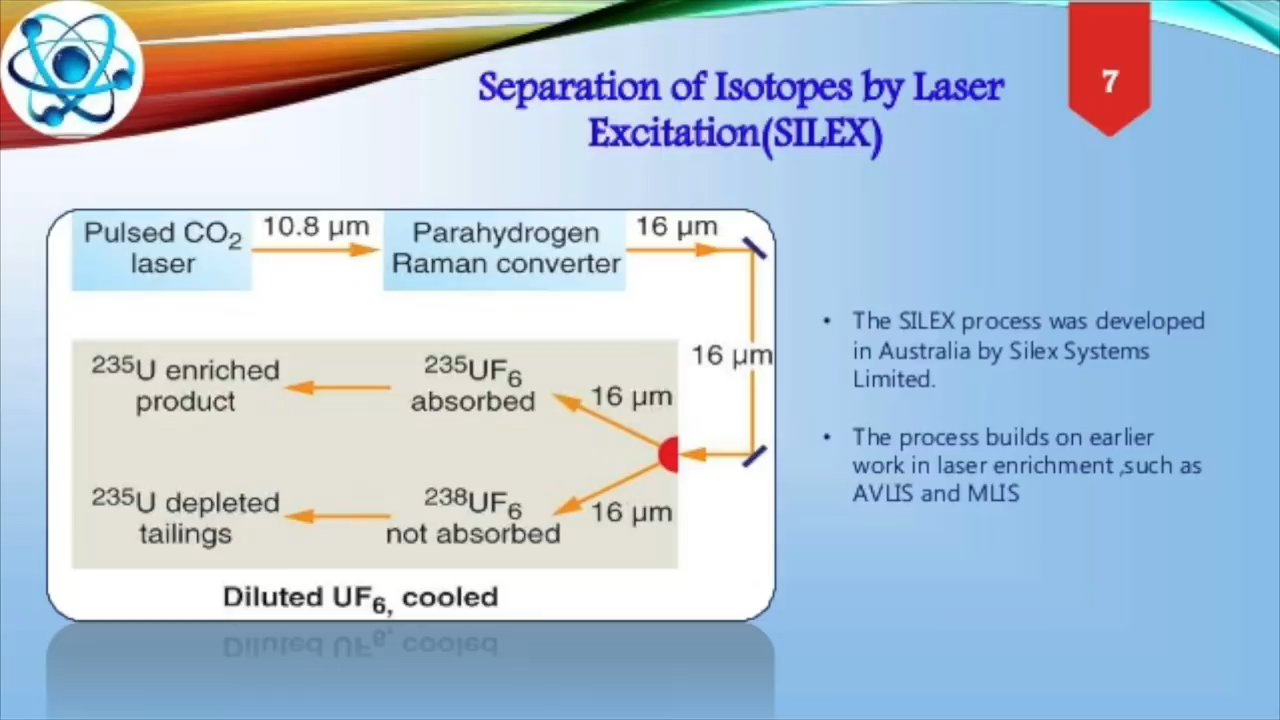 Separation of Isotopes by Laser
Excitation(SILEX)
7
Pulsed CO₂
laser
10.8 µm
Parahydrogen
Raman converter
16 µm
16 µm
²³⁵U enriched
product
²³⁵UF₆
absorbed
16 µm
²³⁵U depleted
tailings
²³⁸UF₆
not absorbed
16 µm
Diluted UF₆, cooled
• The SILEX process was developed
in Australia by Silex Systems
Limited.
• The process builds on earlier
work in laser enrichment ,such as
AVLIS and MLIS